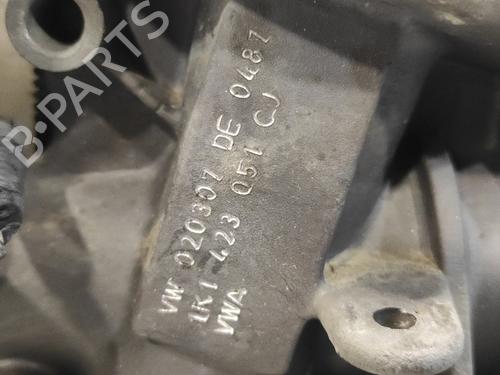 VW 020307 DE 0487
1K1 423 051 CJ
VWA
B-PARTS